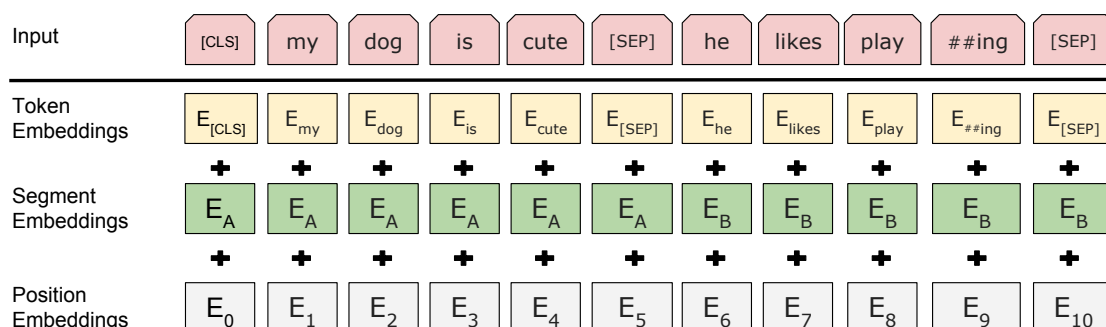 Input [CLS] my dog is cute [SEP] he likes play ##ing [SEP]
Token
Embeddings E[CLS] Emy Edog Eis Ecute E[SEP] Ehe Elikes Eplay E##ing E[SEP]
+ + + + + + + + + + +
Segment
Embeddings EA EA EA EA EA EA EB EB EB EB EB
+ + + + + + + + + + +
Position
Embeddings E0 E1 E2 E3 E4 E5 E6 E7 E8 E9 E10